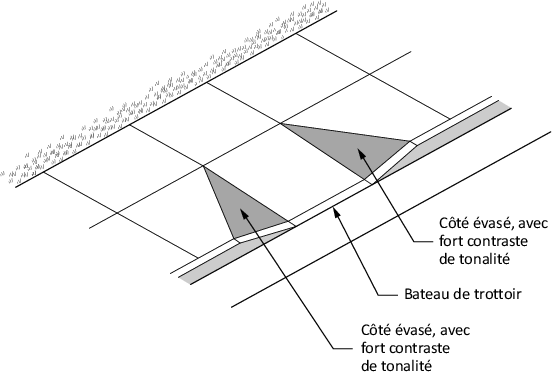 Côté évasé, avec
fort contraste
de tonalité
Bateau de trottoir
Côté évasé, avec
fort contraste
de tonalité